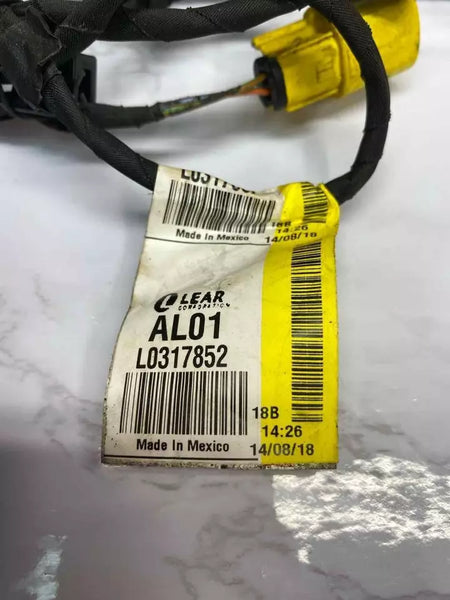 18B
14:26
Made In Mexico 14/08/18
LEAR
CORPORATION
AL01
L0317852
18B
14:26
Made In Mexico 14/08/18